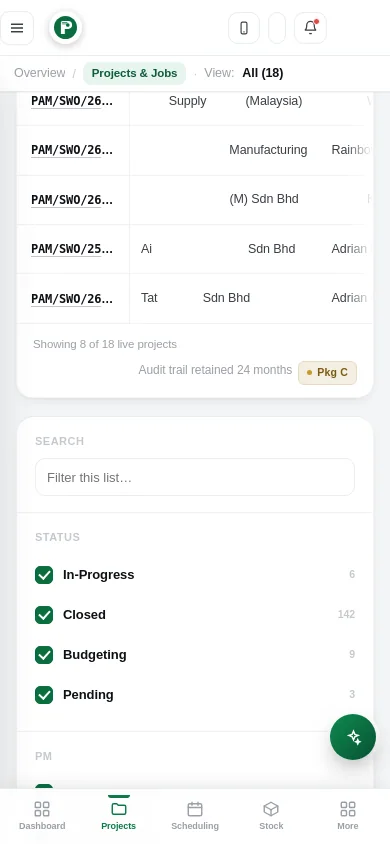 Overview / Projects & Jobs · View: All (18)
PAM/SWO/26... Supply (Malaysia)
PAM/SWO/26... Manufacturing
PAM/SWO/26... (M) Sdn Bhd
PAM/SWO/25... Ai Sdn Bhd Adrian
PAM/SWO/26... Tat Sdn Bhd Adrian
Showing 8 of 18 live projects
Audit trail retained 24 months Pkg C
SEARCH
Filter this list...
STATUS
In-Progress 6
Closed 142
Budgeting 9
Pending 3
PM
Dashboard Projects Scheduling Stock More